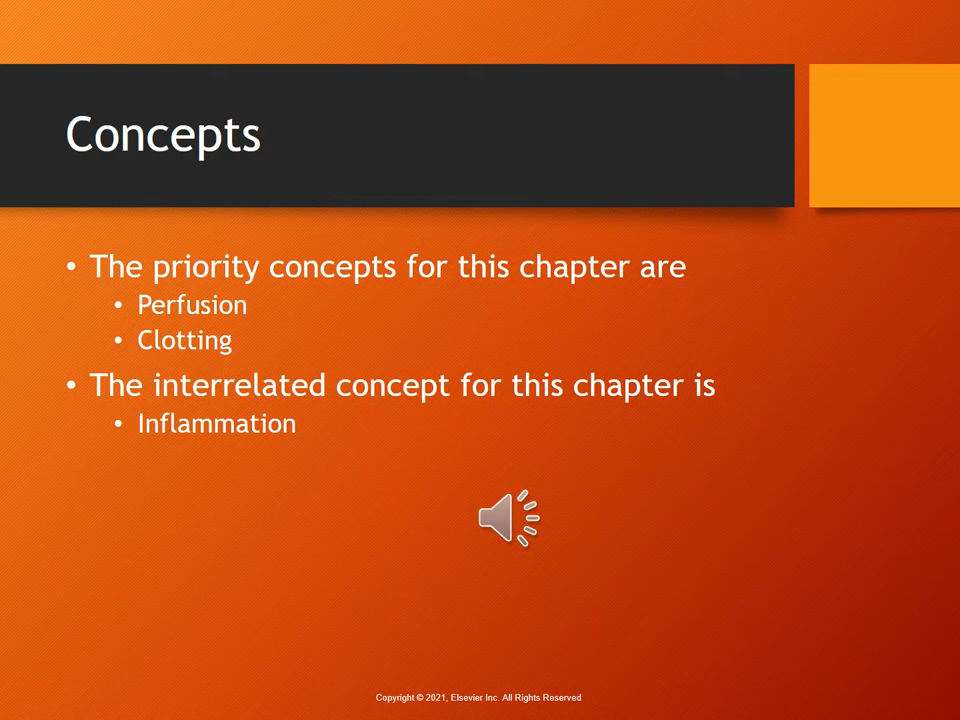 Concepts
• The priority concepts for this chapter are
• Perfusion
• Clotting
• The interrelated concept for this chapter is
• Inflammation
Copyright © 2021, Elsevier Inc. All Rights Reserved